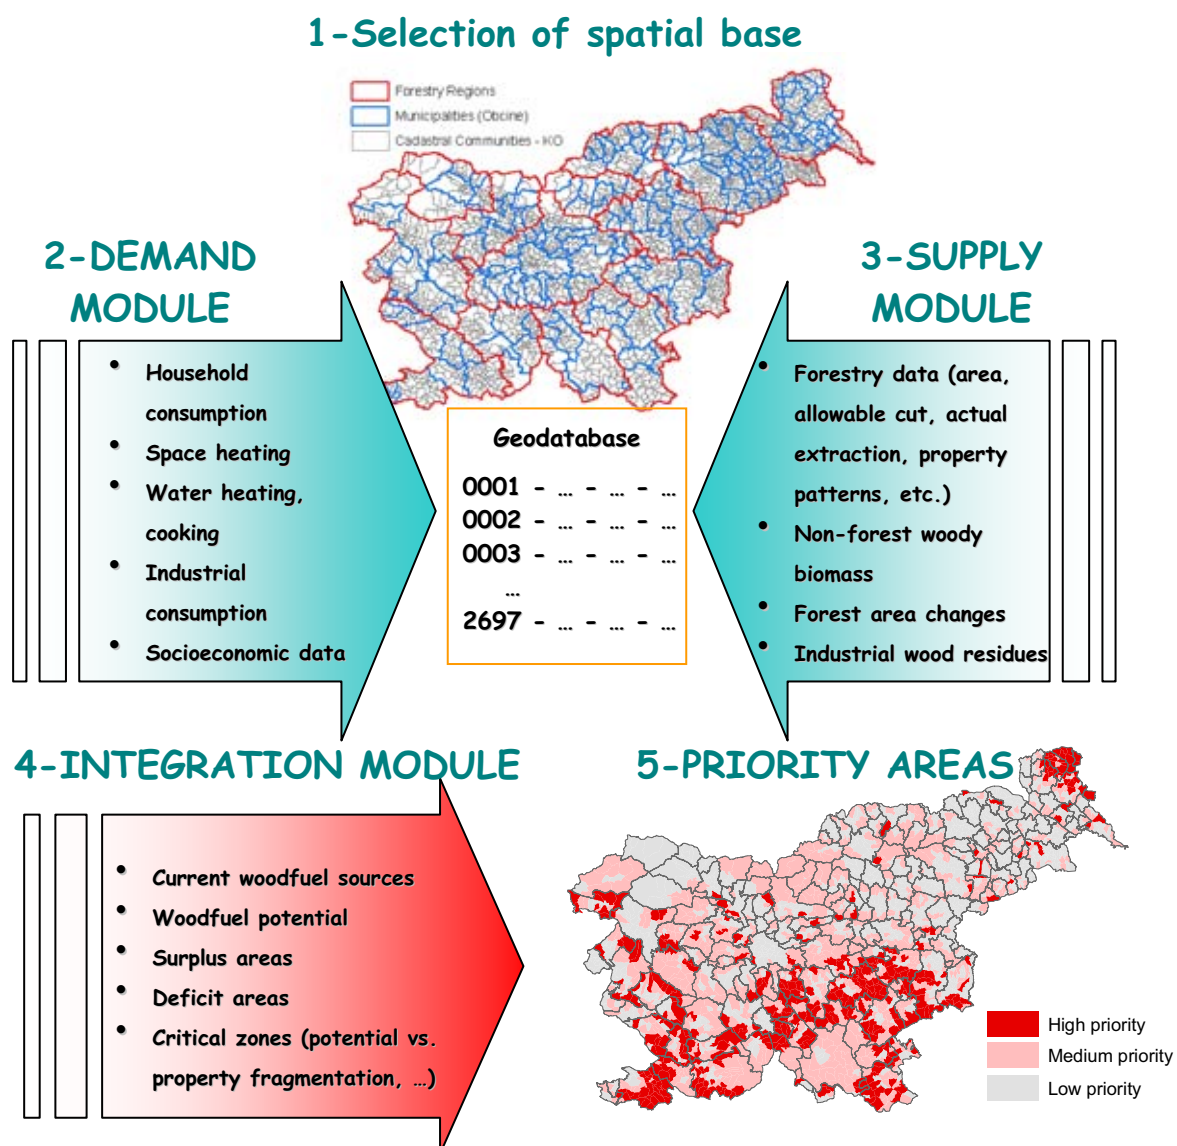 1-Selection of spatial base
Forestry Regions
Municipalities (Obcine)
Cadastral Communities - KO
2-DEMAND
MODULE
• Household
consumption
• Space heating
• Water heating,
cooking
• Industrial
consumption
• Socioeconomic data
Geodatabase
0001 - … - … - …
0002 - … - … - …
0003 - … - … - …
…
2697 - … - … - …
3-SUPPLY
MODULE
• Forestry data (area,
allowable cut, actual
extraction, property
patterns, etc.)
• Non-forest woody
biomass
• Forest area changes
• Industrial wood residues
4-INTEGRATION MODULE
• Current woodfuel sources
• Woodfuel potential
• Surplus areas
• Deficit areas
• Critical zones (potential vs.
property fragmentation, …)
5-PRIORITY AREAS
High priority
Medium priority
Low priority